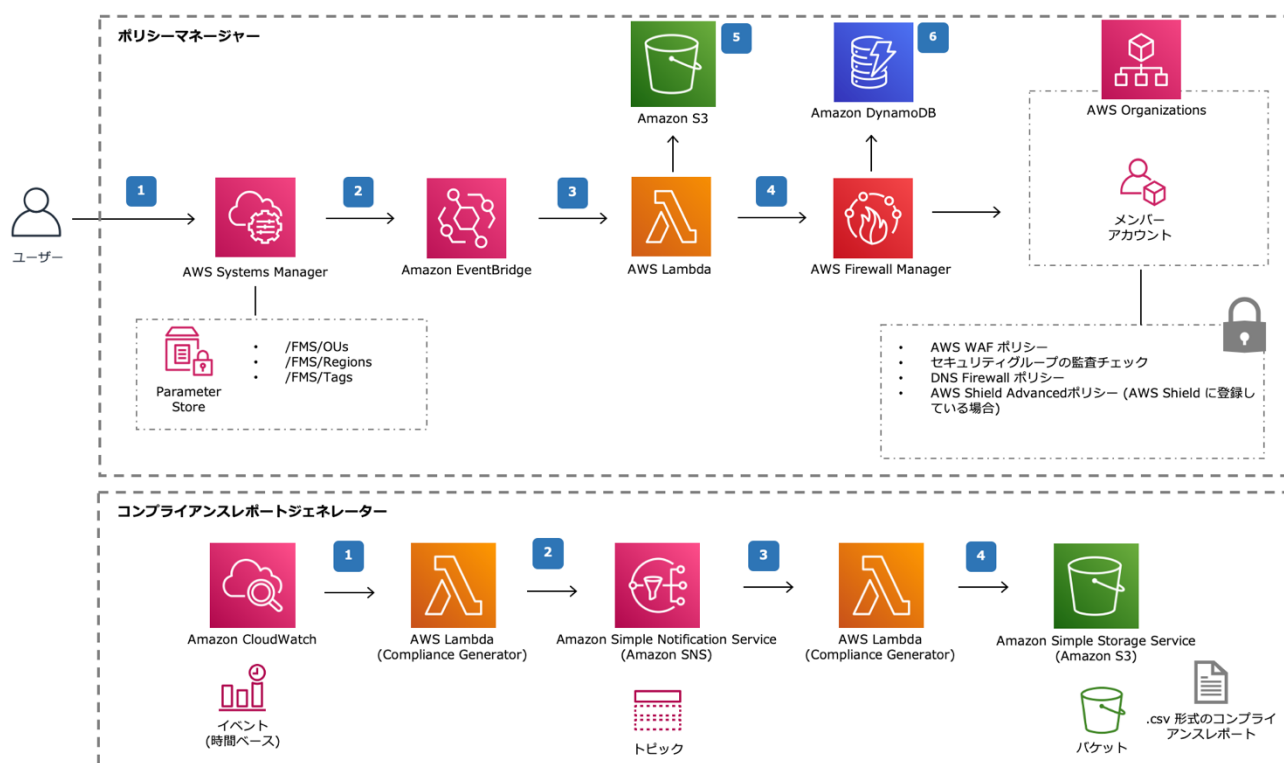 ポリシーマネージャー
5
6
Amazon S3
Amazon DynamoDB
AWS Organizations
1
2
3
4
ユーザー
AWS Systems Manager
Amazon EventBridge
AWS Lambda
AWS Firewall Manager
メンバー
アカウント
Parameter
Store
• /FMS/OUs
• /FMS/Regions
• /FMS/Tags
• AWS WAF ポリシー
• セキュリティグループの監査チェック
• DNS Firewall ポリシー
• AWS Shield Advancedポリシー (AWS Shield に登録し
ている場合)
コンプライアンスレポートジェネレーター
1
2
3
4
Amazon CloudWatch
AWS Lambda
(Compliance Generator)
Amazon Simple Notification Service
(Amazon SNS)
AWS Lambda
(Compliance Generator)
Amazon Simple Storage Service
(Amazon S3)
イベント
(時間ベース)
トピック
バケット
.csv 形式のコンプライ
アンスレポート